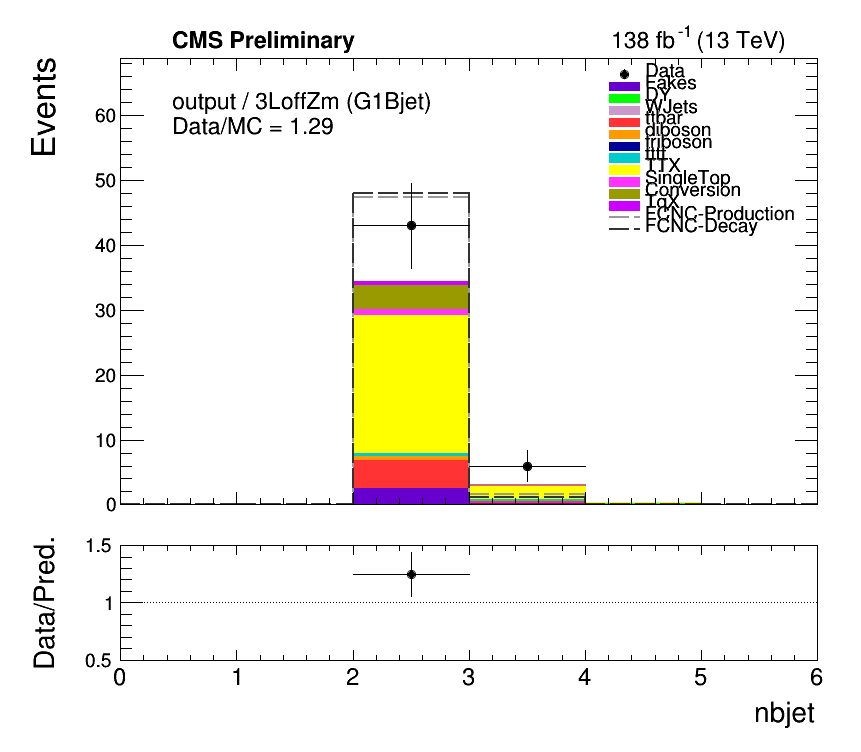 CMS Preliminary
138 fb-1 (13 TeV)
Events
output / 3LoffZm (G1Bjet)
Data/MC = 1.29
Data
Fakes
DY
WJets
ttbar
diboson
triboson
tttt
TTX
SingleTop
Conversion
TqX
FCNC-Production
FCNC-Decay
60
50
40
30
20
10
0
Data/Pred.
1.5
1
0.5
0 1 2 3 4 5 6
nbjet